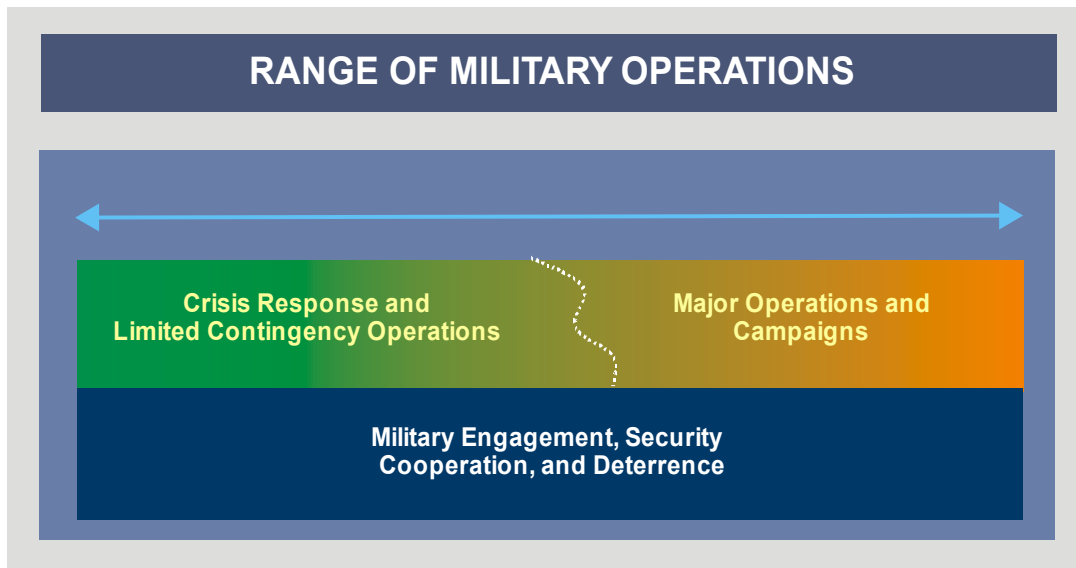 RANGE OF MILITARY OPERATIONS
Crisis Response and
Limited Contingency Operations
Major Operations and
Campaigns
Military Engagement, Security
Cooperation, and Deterrence